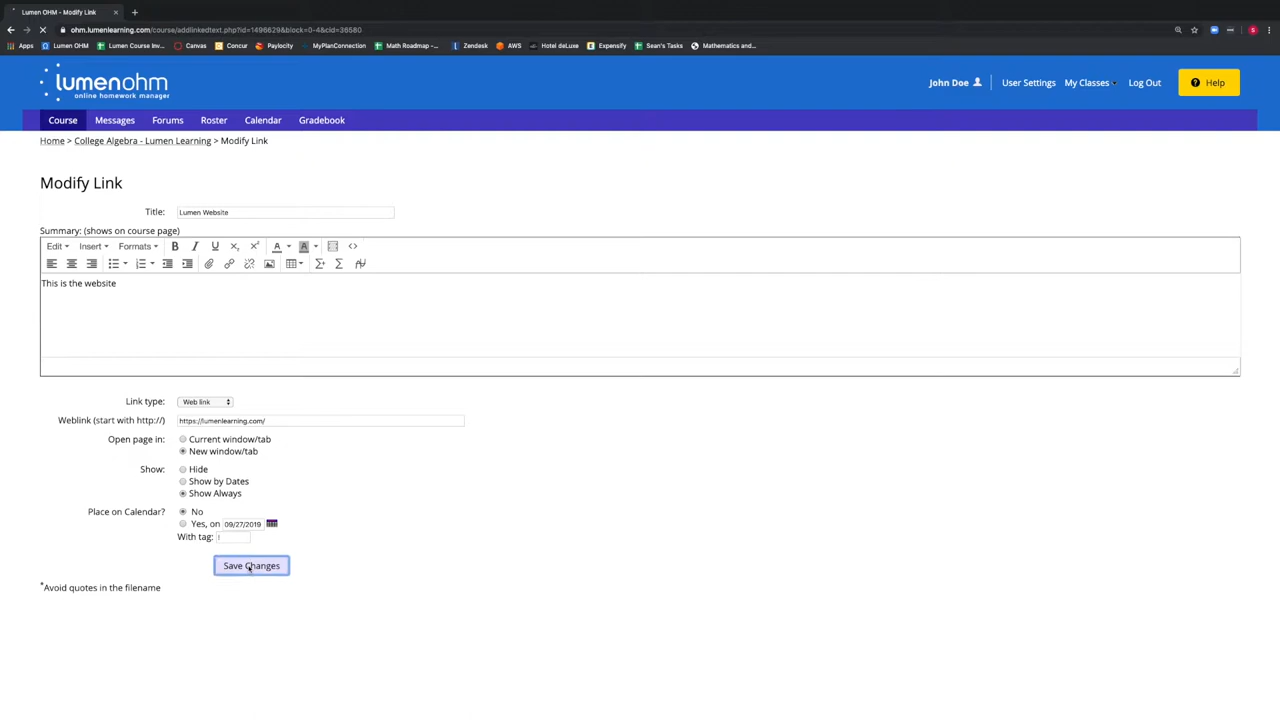 Lumen OHM - Modify Link
ohm.lumenlearning.com/course/addlinkedtext.php?id=1496629&block=0-4&cid=36580
Apps Lumen OHM Lumen Course Inv... Canvas Concur Paylocity MyPlanConnection Math Roadmap -... Zendesk AWS Hotel deLuxe Expensify Sean's Tasks Mathematics and...
lumenohm
online homework manager
John Doe User Settings My Classes Log Out ? Help
Course Messages Forums Roster Calendar Gradebook
Home > College Algebra - Lumen Learning > Modify Link
Modify Link
Title: Lumen Website
Summary: (shows on course page)
Edit Insert Formats B I U X₂ X² A A <>
Σ+ Σ
This is the website
Link type: Web link
Weblink (start with http://) https://lumenlearning.com/
Open page in: Current window/tab
New window/tab
Show: Hide
Show by Dates
Show Always
Place on Calendar? No
Yes, on 09/27/2019
With tag: !
Save Changes
*Avoid quotes in the filename